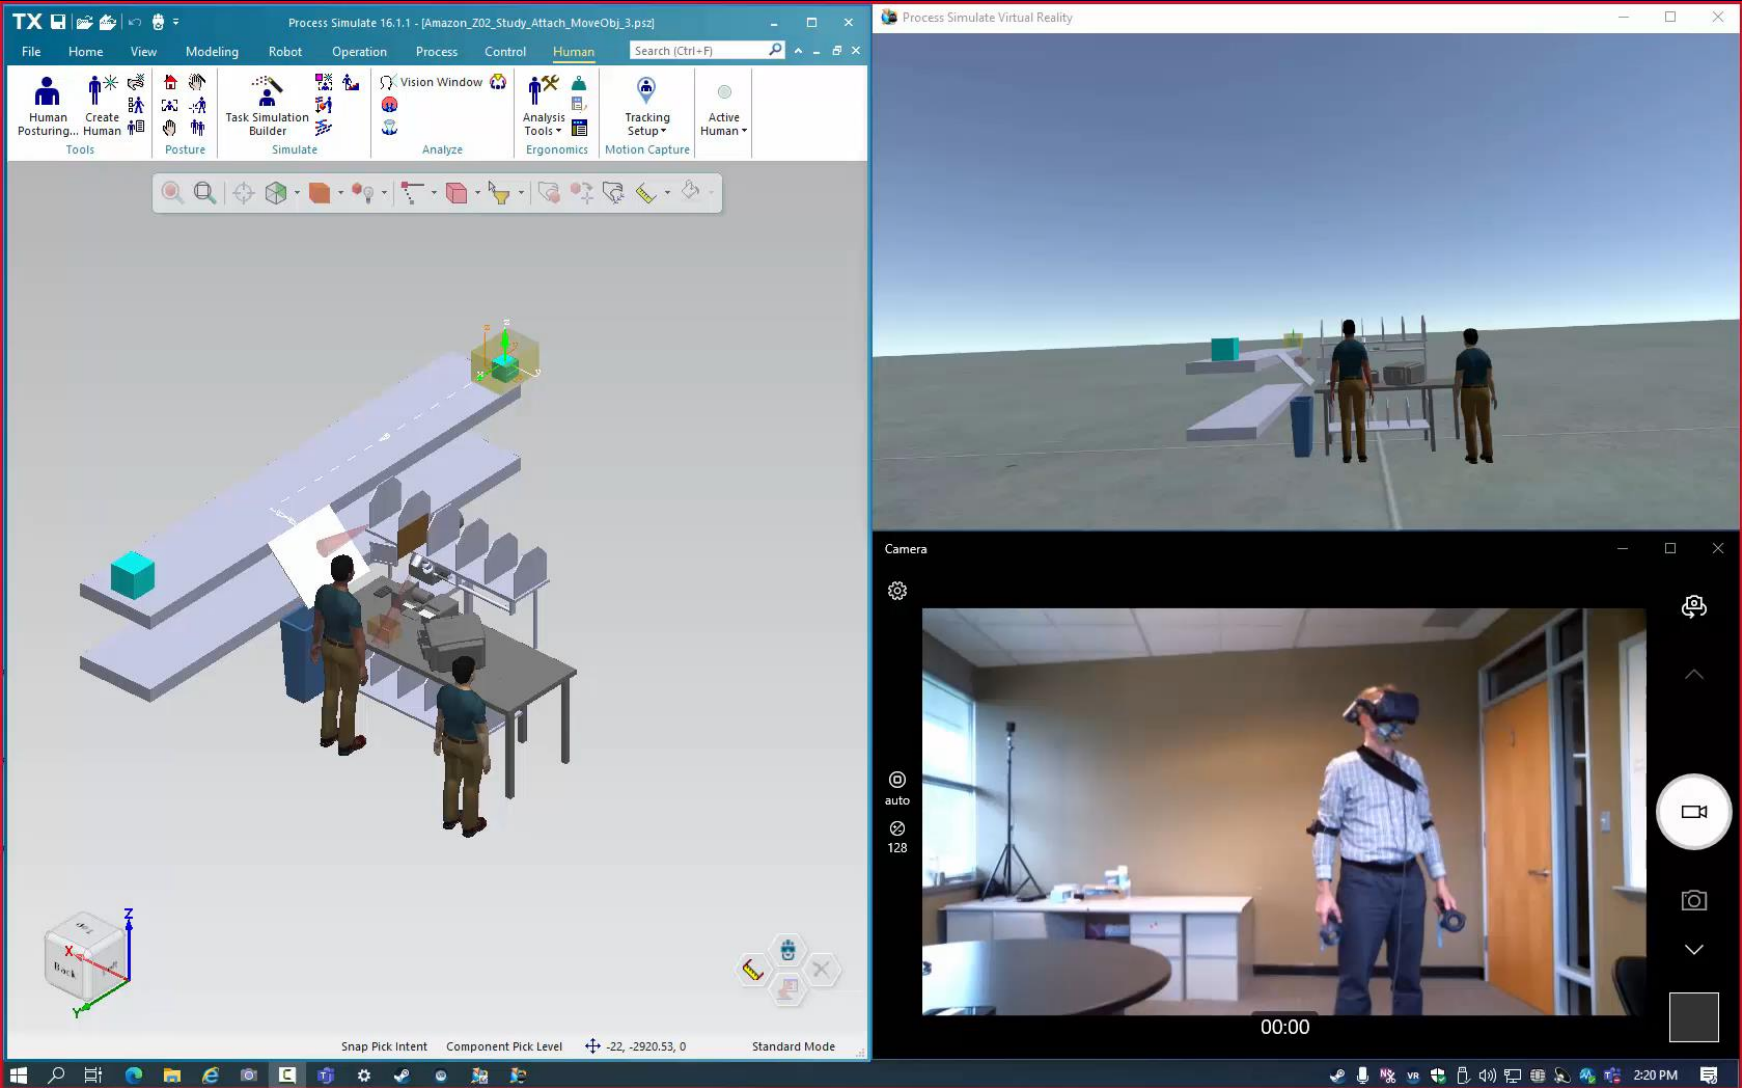 TX
Process Simulate 16.1.1 - [Amazon_Z02_Study_Attach_MoveObj_3.psz]
File Home View Modeling Robot Operation Process Control Human Search (Ctrl+F)
Human Posturing...
Create Human
Tools
Posture
Task Simulation Builder
Simulate
Vision Window
Analyze
Analysis Tools
Ergonomics
Tracking Setup
Motion Capture
Active Human
Top
X
Back
Z
Y
Snap Pick Intent Component Pick Level -22, -2920.53, 0 Standard Mode
Process Simulate Virtual Reality
Camera
auto
128
00:00
VR
2:20 PM